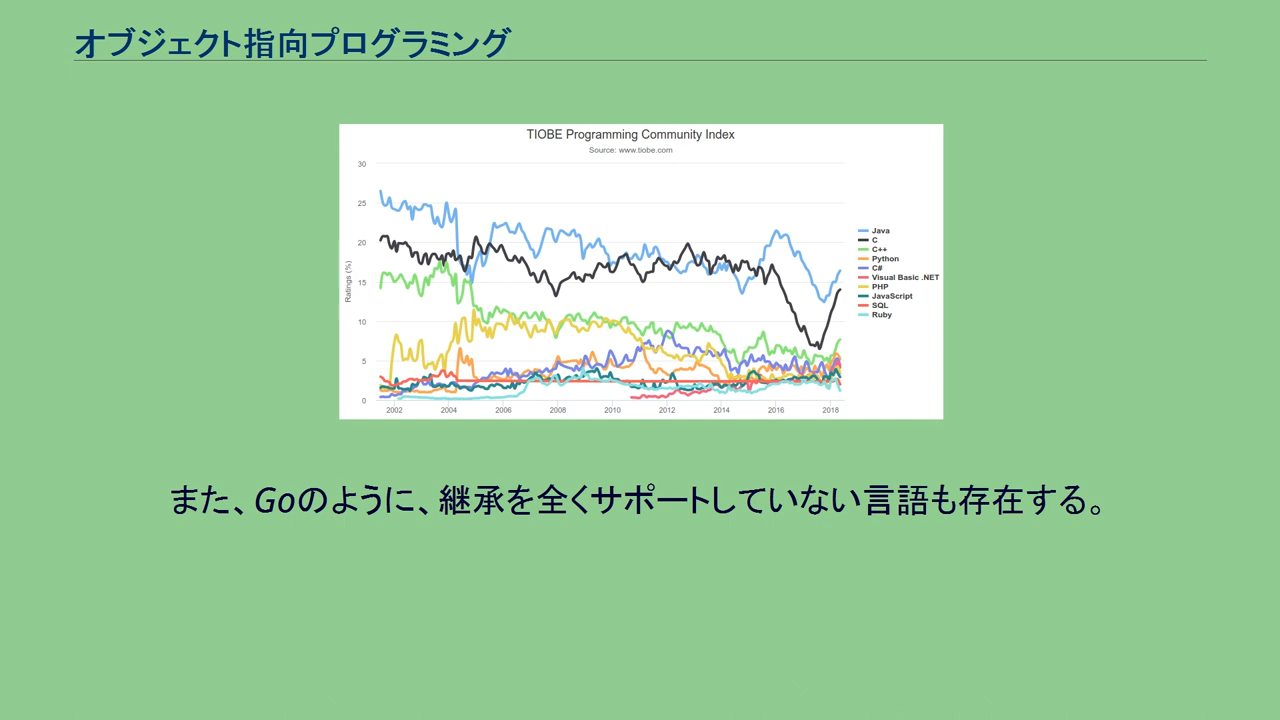 オブジェクト指向プログラミング
TIOBE Programming Community Index
Source: www.tiobe.com
Ratings (%)
30
25
20
15
10
5
0
2002 2004 2006 2008 2010 2012 2014 2016 2018
Java
C
C++
Python
C#
Visual Basic .NET
PHP
JavaScript
SQL
Ruby
また、Goのように、継承を全くサポートしていない言語も存在する。